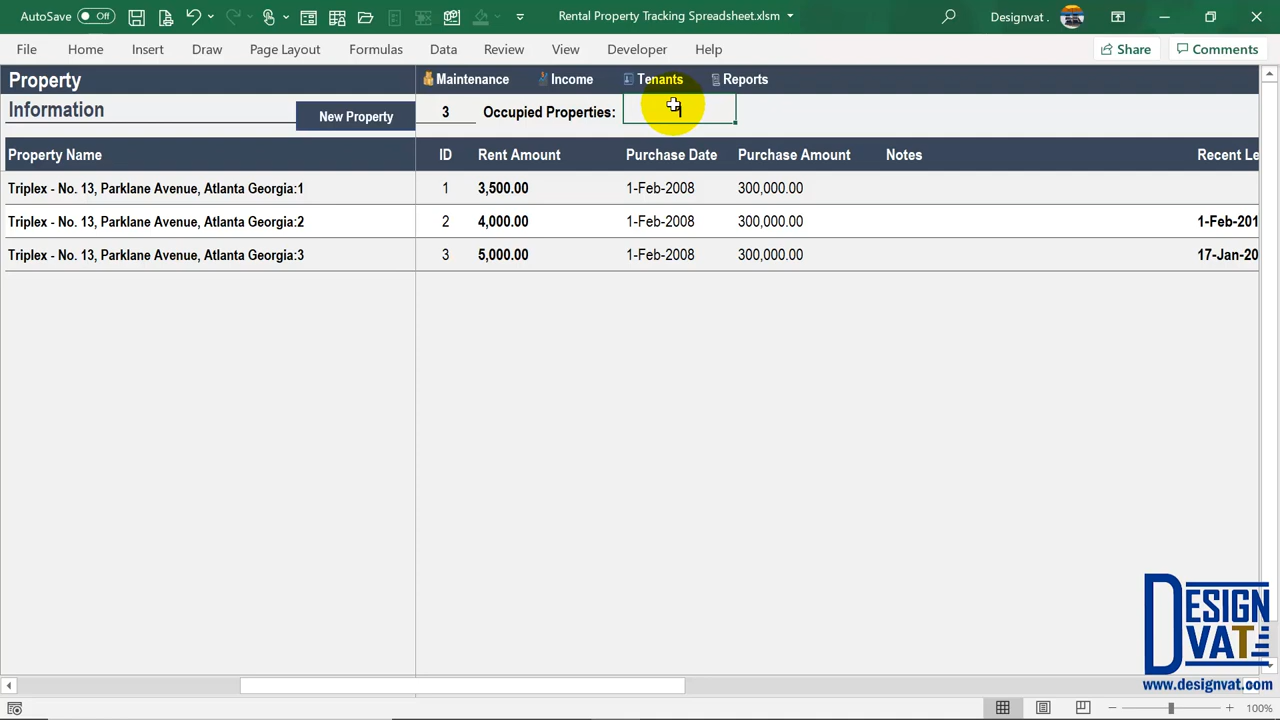 AutoSave Off Rental Property Tracking Spreadsheet.xlsm Designvat .
File Home Insert Draw Page Layout Formulas Data Review View Developer Help Share Comments
Property Maintenance Income Tenants Reports
Information New Property 3 Occupied Properties:
Property Name ID Rent Amount Purchase Date Purchase Amount Notes Recent Le
Triplex - No. 13, Parklane Avenue, Atlanta Georgia:1 1 3,500.00 1-Feb-2008 300,000.00
Triplex - No. 13, Parklane Avenue, Atlanta Georgia:2 2 4,000.00 1-Feb-2008 300,000.00 1-Feb-201
Triplex - No. 13, Parklane Avenue, Atlanta Georgia:3 3 5,000.00 1-Feb-2008 300,000.00 17-Jan-20
DESIGN
VATE
www.designvat.com
100%